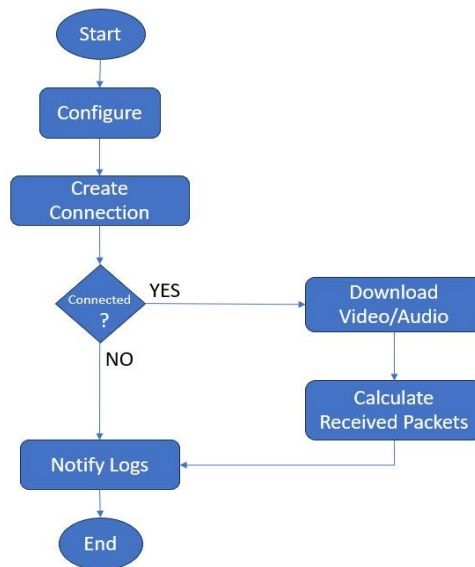 Start
Configure
Create
Connection
Connected
?
YES
NO
Download
Video/Audio
Calculate
Received Packets
Notify Logs
End